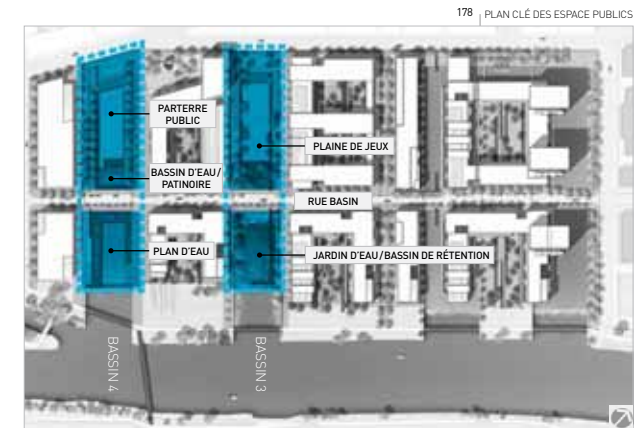 178 | PLAN CLÉ DES ESPACE PUBLICS
PARTERRE
PUBLIC
PLAINE DE JEUX
BASSIN D'EAU/
PATINOIRE
RUE BASIN
PLAN D'EAU
JARDIN D'EAU/BASSIN DE RÉTENTION
BASSIN 4
BASSIN 3